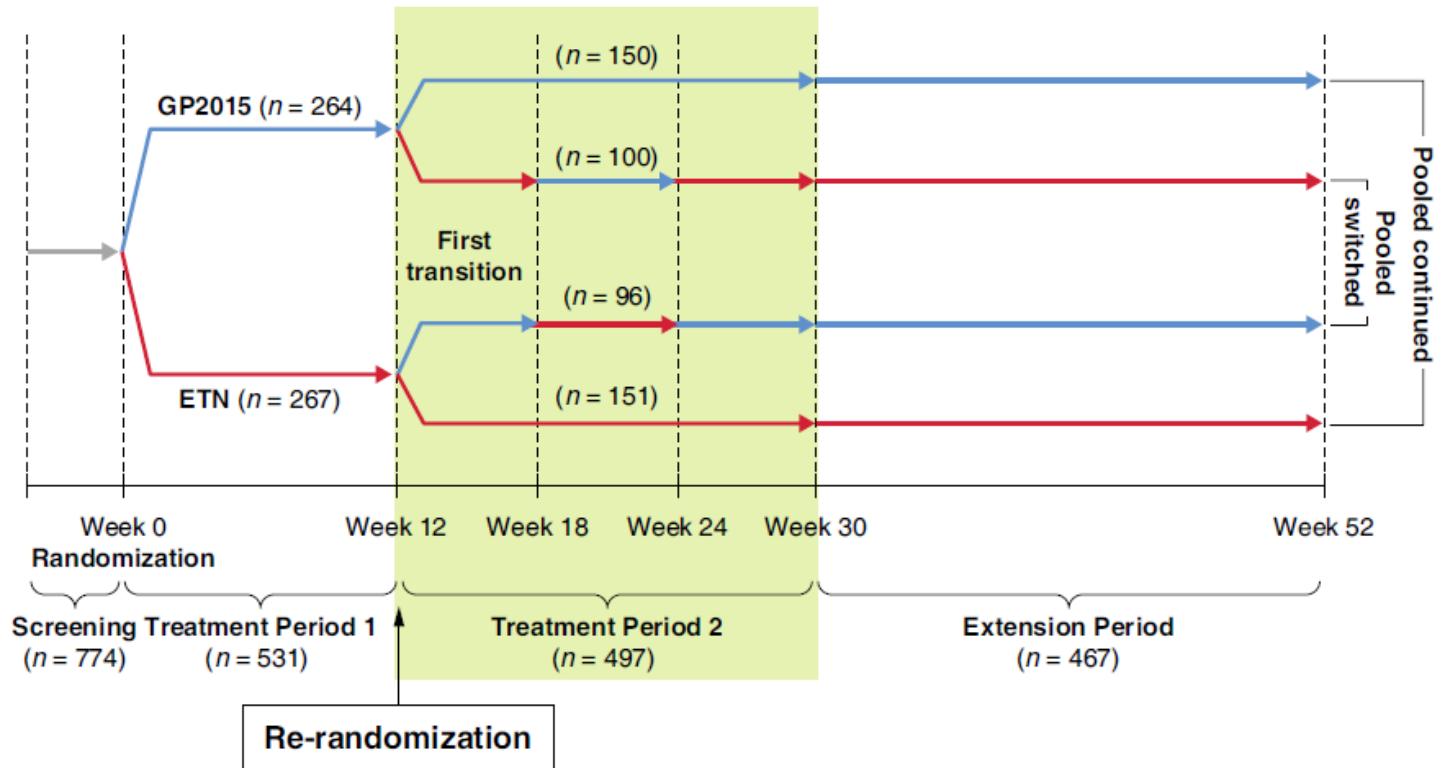 (n = 150)
GP2015 (n = 264)
(n = 100)
First
transition
(n = 96)
ETN (n = 267)
(n = 151)
Pooled
switched
Pooled continued
Week 0
Week 12
Week 18
Week 24
Week 30
Week 52
Randomization
Screening
(n = 774)
Treatment Period 1
(n = 531)
Treatment Period 2
(n = 497)
Extension Period
(n = 467)
Re-randomization